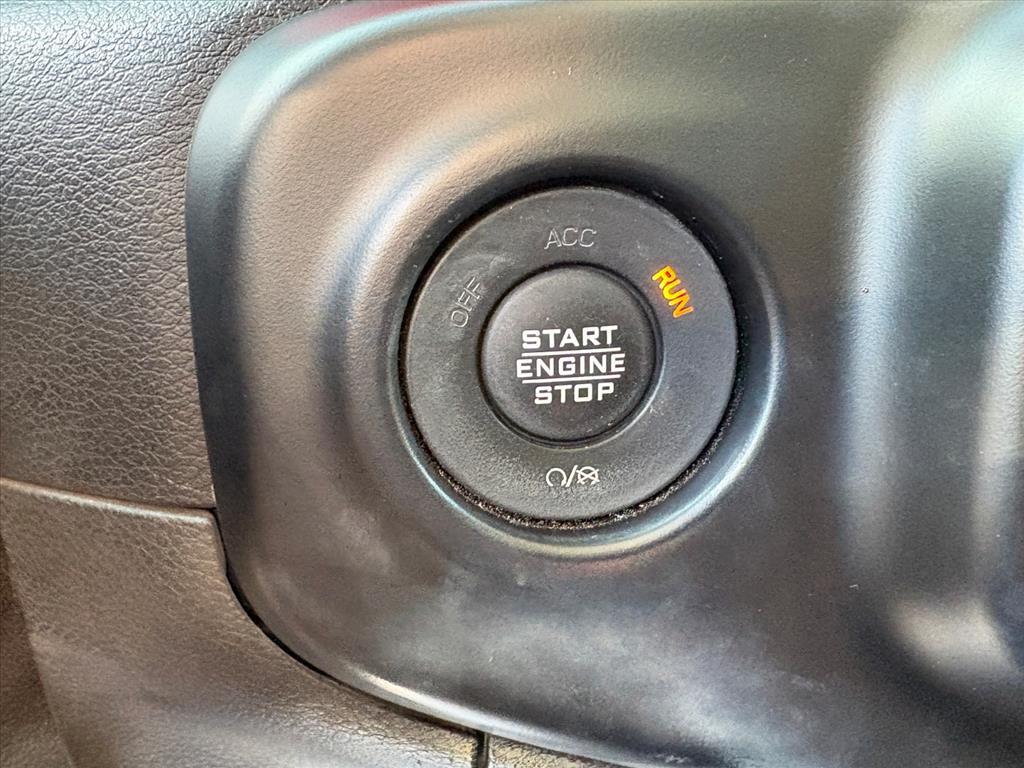 ACC
OFF
RUN
START
ENGINE
STOP